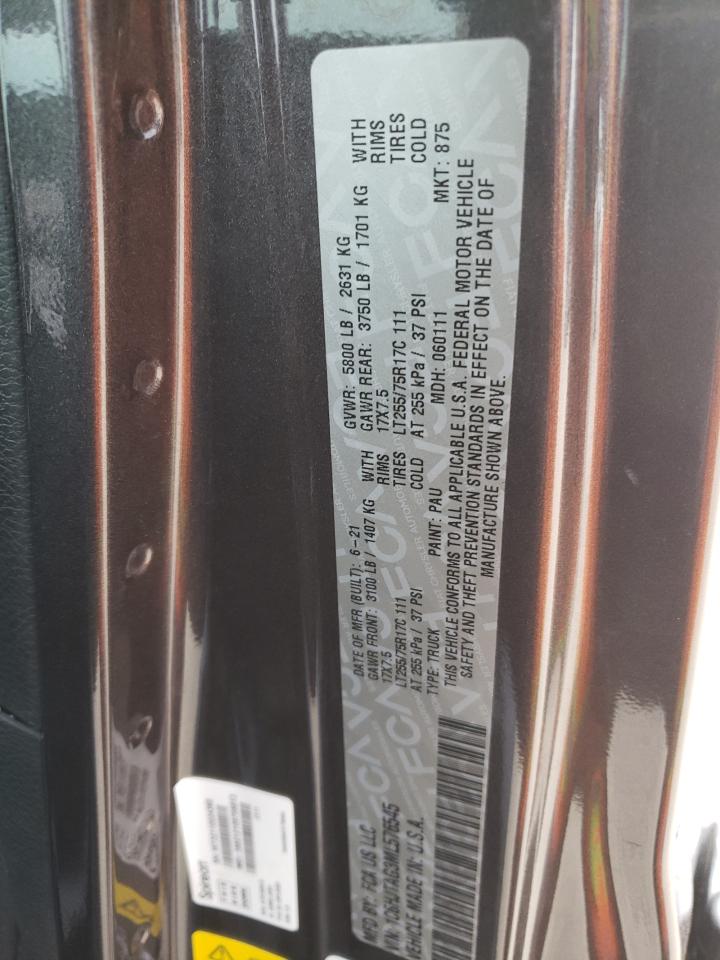 MFD BY: FCA US LLC
DATE OF MFR (BUILT): 6-21 GVWR: 5800 LB / 2631 KG
GAWR FRONT: 3100 LB / 1407 KG WITH GAWR REAR: 3750 LB / 1701 KG WITH
17X7.5 RIMS 17X7.5 RIMS
LT255/75R17C 111 TIRES LT255/75R17C 111 TIRES
AT 255 kPa / 37 PSI COLD AT 255 kPa / 37 PSI COLD
TYPE: TRUCK PAINT: PAU MDH: 060111 MKT: 875
VIN: 1C6HJTAG3ML576545
VEHICLE MADE IN: U.S.A.
THIS VEHICLE CONFORMS TO ALL APPLICABLE U.S.A. FEDERAL MOTOR VEHICLE
SAFETY AND THEFT PREVENTION STANDARDS IN EFFECT ON THE DATE OF
MANUFACTURE SHOWN ABOVE.
Spireon